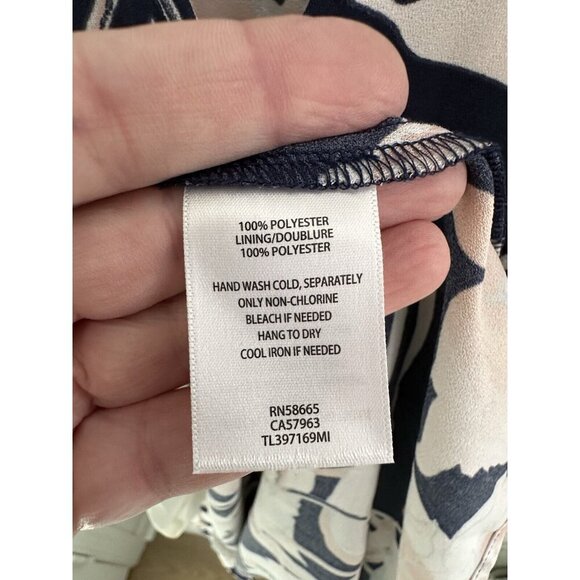 100% POLYESTER
LINING/DOUBLURE
100% POLYESTER
HAND WASH COLD, SEPARATELY
ONLY NON-CHLORINE
BLEACH IF NEEDED
HANG TO DRY
COOL IRON IF NEEDED
RN58665
CA57963
TL397169MI